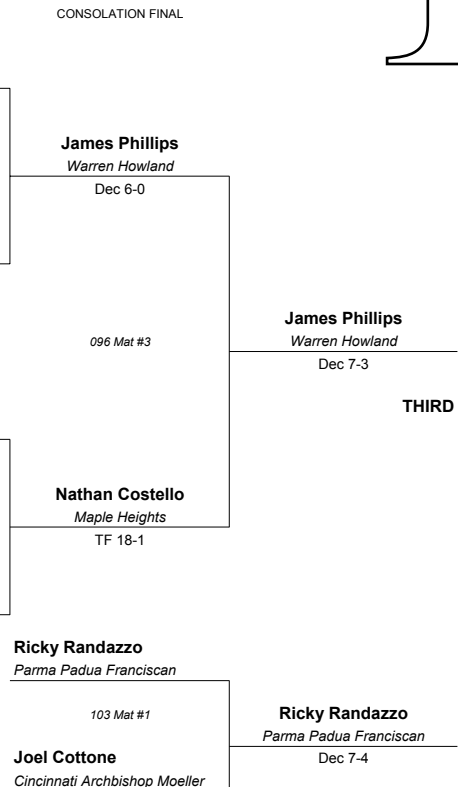 CONSOLATION FINAL
James Phillips
Warren Howland
Dec 6-0
096 Mat #3
James Phillips
Warren Howland
Dec 7-3
THIRD
Nathan Costello
Maple Heights
TF 18-1
Ricky Randazzo
Parma Padua Franciscan
103 Mat #1
Ricky Randazzo
Parma Padua Franciscan
Dec 7-4
Joel Cottone
Cincinnati Archbishop Moeller